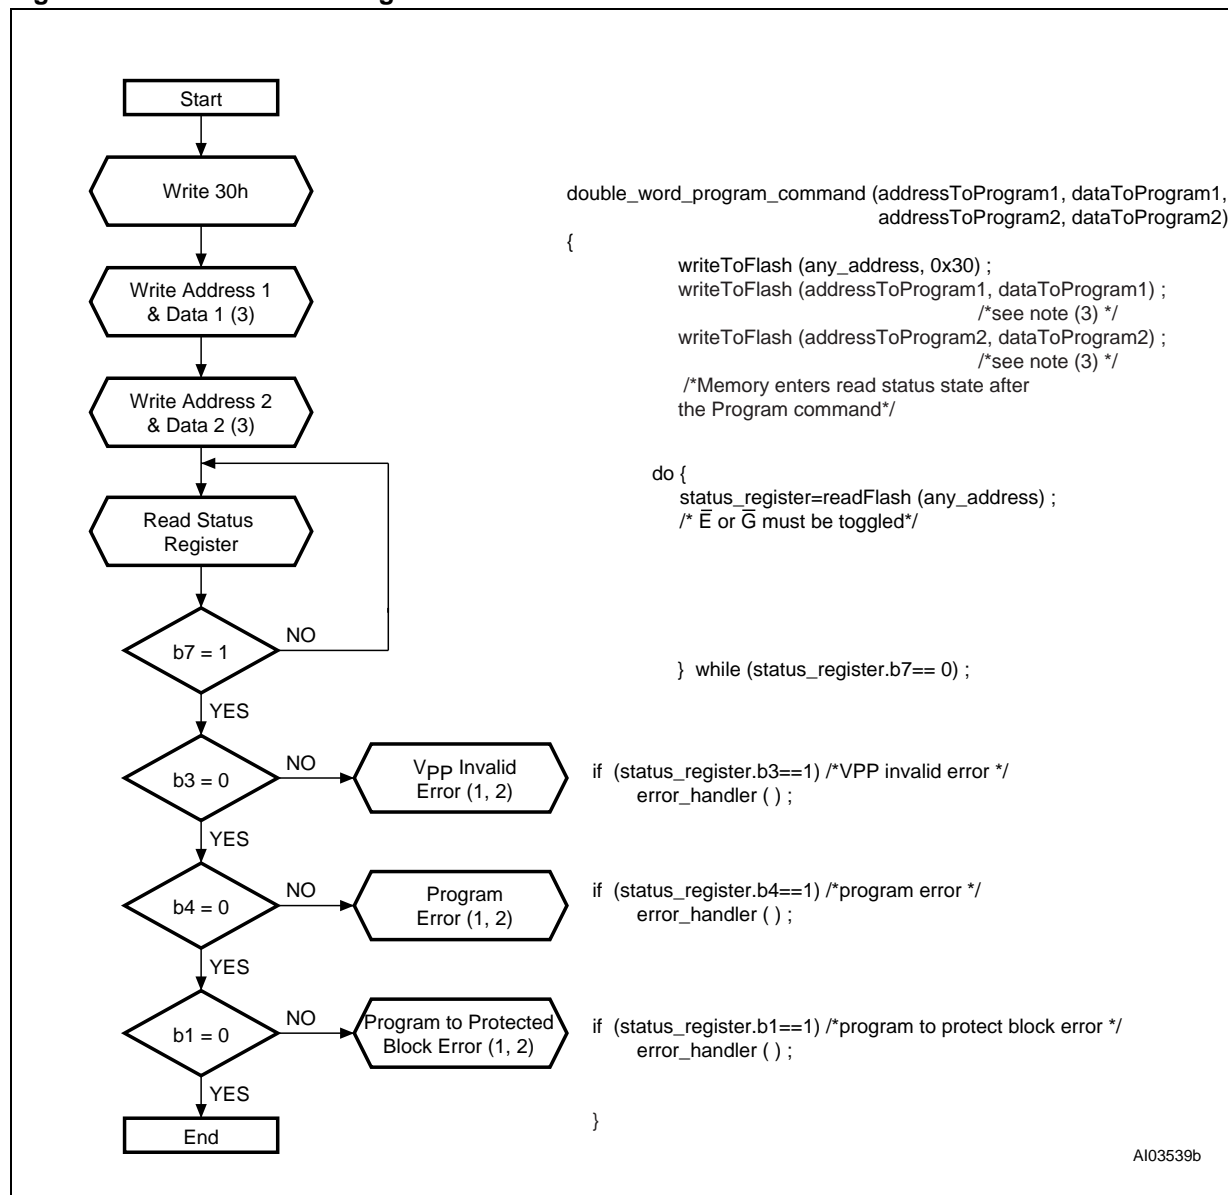 Start
Write 30h
Write Address 1
& Data 1 (3)
Write Address 2
& Data 2 (3)
Read Status
Register
b7 = 1
NO
YES
b3 = 0
NO
VPP Invalid
Error (1, 2)
YES
b4 = 0
NO
Program
Error (1, 2)
YES
b1 = 0
NO
Program to Protected
Block Error (1, 2)
YES
End
double_word_program_command (addressToProgram1, dataToProgram1,
addressToProgram2, dataToProgram2)
{
writeToFlash (any_address, 0x30) ;
writeToFlash (addressToProgram1, dataToProgram1) ;
/*see note (3) */
writeToFlash (addressToProgram2, dataToProgram2) ;
/*see note (3) */
/*Memory enters read status state after
the Program command*/
do {
status_register=readFlash (any_address) ;
/* E̅ or G̅ must be toggled*/
} while (status_register.b7== 0) ;
if (status_register.b3==1) /*VPP invalid error */
error_handler ( ) ;
if (status_register.b4==1) /*program error */
error_handler ( ) ;
if (status_register.b1==1) /*program to protect block error */
error_handler ( ) ;
}
AI03539b